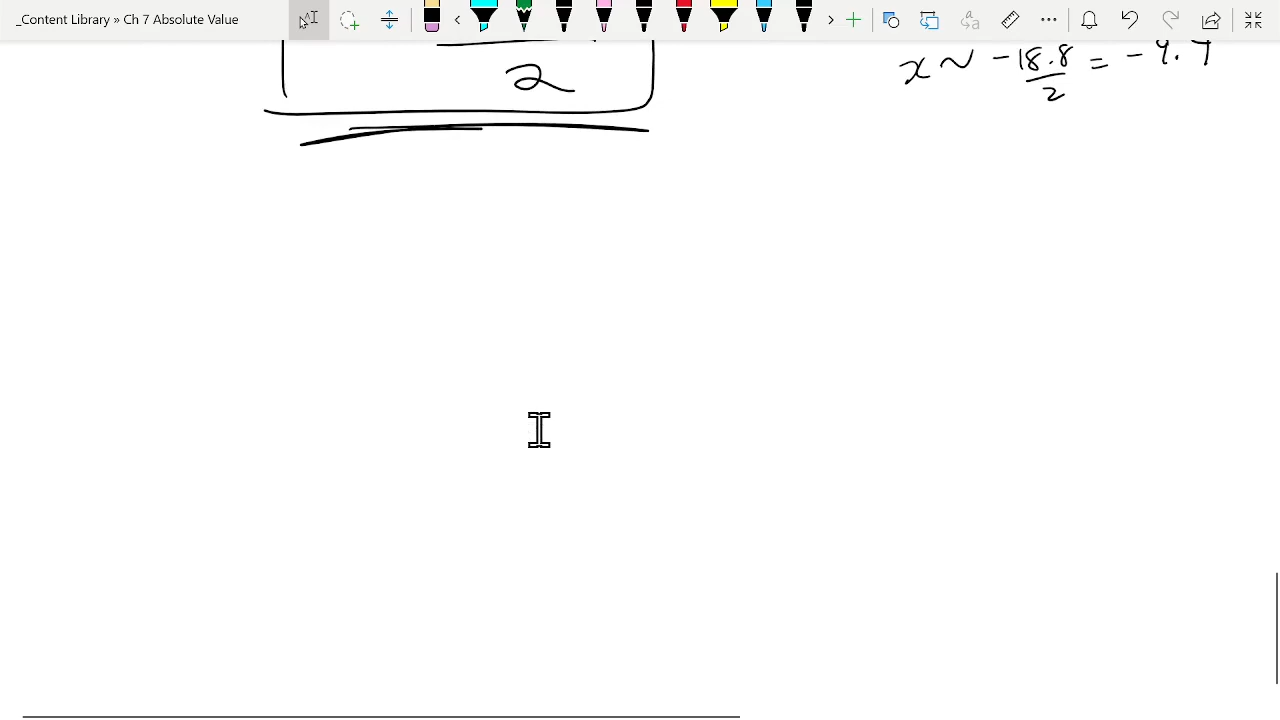 _Content Library » Ch 7 Absolute Value
2
x ~ -18.8/2 = -9.4